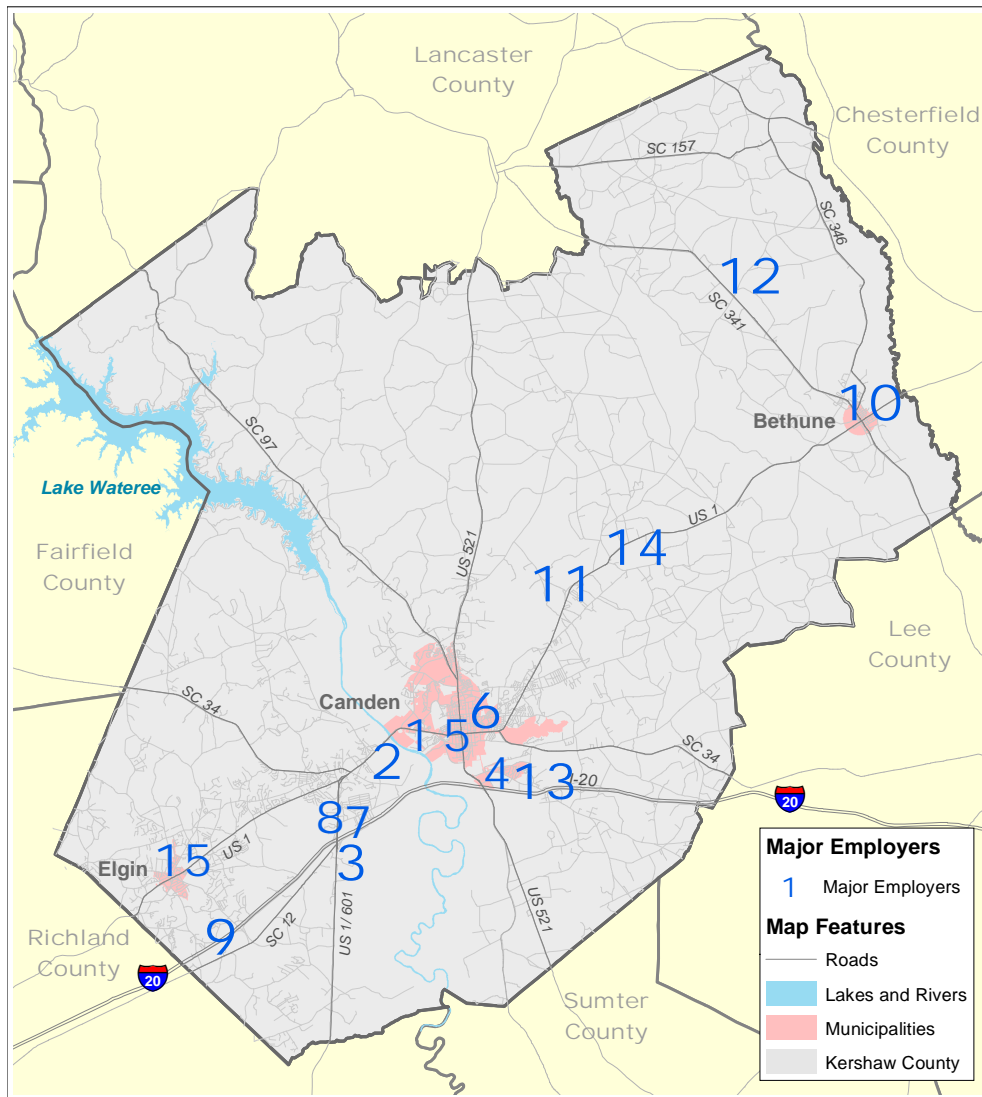 Lancaster
County
Chesterfield
County
SC 157
SC 346
12
SC 341
10
Bethune
SC 97
Lake Wateree
US 1
US 521
14
Fairfield
County
11
Lee
County
SC 34
Camden
6
1
5
2
SC 34
4
13
-20
20
8
7
3
US 1
15
Elgin
9
SC 12
US 1/ 601
US 521
Richland
County
20
Sumter
County
Major Employers
1 Major Employers
Map Features
Roads
Lakes and Rivers
Municipalities
Kershaw County